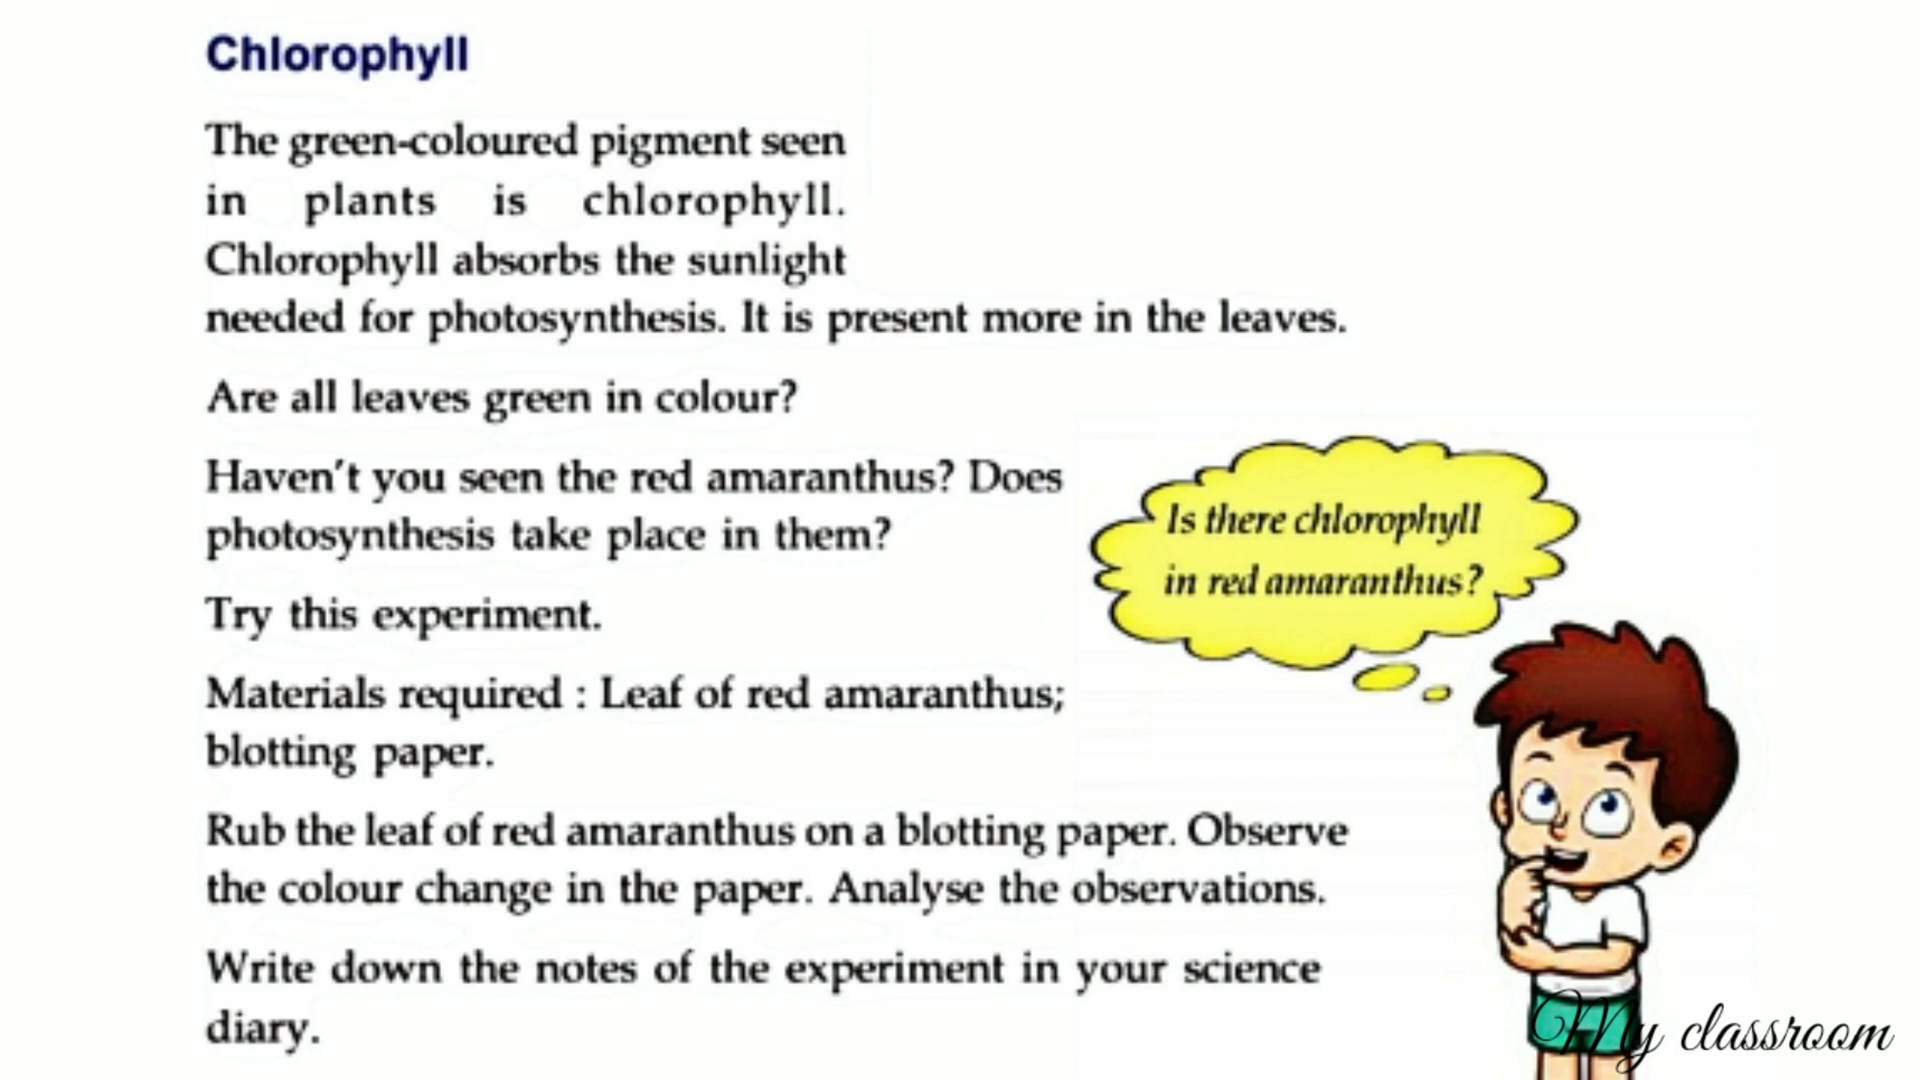 Chlorophyll
The green-coloured pigment seen
in plants is chlorophyll.
Chlorophyll absorbs the sunlight
needed for photosynthesis. It is present more in the leaves.
Are all leaves green in colour?
Haven't you seen the red amaranthus? Does
photosynthesis take place in them?
Is there chlorophyll
in red amaranthus?
Try this experiment.
Materials required : Leaf of red amaranthus;
blotting paper.
Rub the leaf of red amaranthus on a blotting paper. Observe
the colour change in the paper. Analyse the observations.
Write down the notes of the experiment in your science
diary.
My classroom